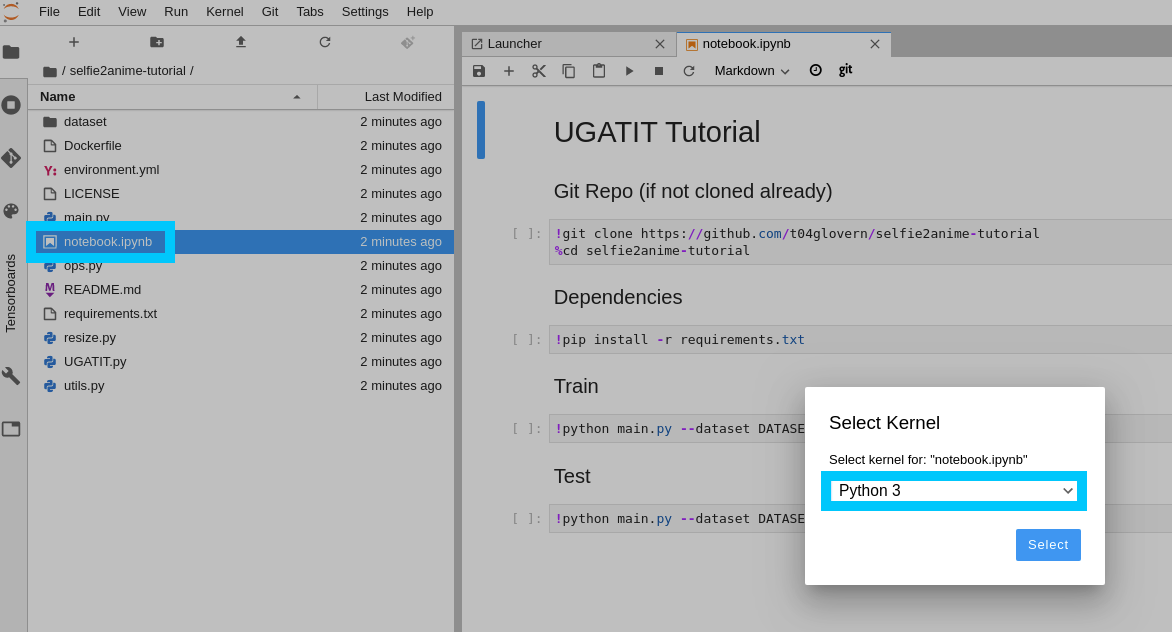 File Edit View Run Kernel Git Tabs Settings Help
/ selfie2anime-tutorial /
Name Last Modified
dataset 2 minutes ago
Dockerfile 2 minutes ago
Y: environment.yml 2 minutes ago
LICENSE 2 minutes ago
main.py 2 minutes ago
notebook.ipynb 2 minutes ago
ops.py 2 minutes ago
M README.md 2 minutes ago
requirements.txt 2 minutes ago
resize.py 2 minutes ago
UGATIT.py 2 minutes ago
utils.py 2 minutes ago
Tensorboards
Launcher
notebook.ipynb
Markdown
git
UGATIT Tutorial
Git Repo (if not cloned already)
[ ]: !git clone https://github.com/t04glovern/selfie2anime-tutorial
%cd selfie2anime-tutorial
Dependencies
[ ]: !pip install -r requirements.txt
Train
[ ]: !python main.py --dataset DATASE
Test
[ ]: !python main.py --dataset DATASE
Select Kernel
Select kernel for: "notebook.ipynb"
Python 3
Select